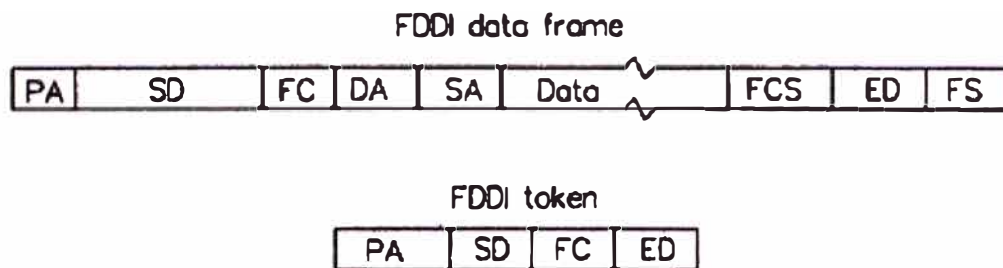 FDDI data frame
PA SD FC DA SA Data FCS ED FS
FDDI token
PA SD FC ED